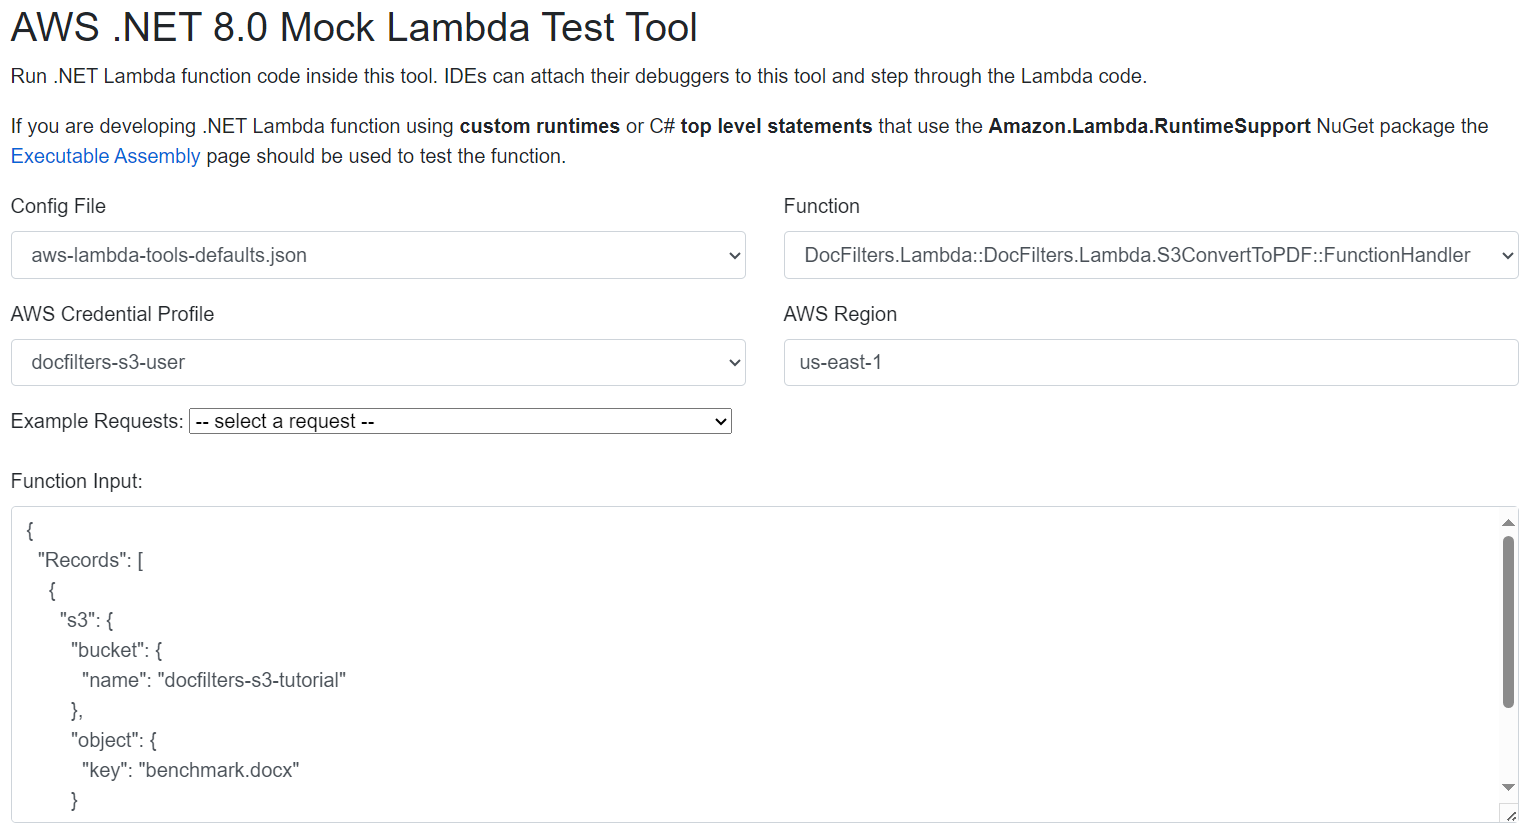 AWS .NET 8.0 Mock Lambda Test Tool
Run .NET Lambda function code inside this tool. IDEs can attach their debuggers to this tool and step through the Lambda code.
If you are developing .NET Lambda function using custom runtimes or C# top level statements that use the Amazon.Lambda.RuntimeSupport NuGet package the
Executable Assembly page should be used to test the function.
Config File
Function
aws-lambda-tools-defaults.json
DocFilters.Lambda::DocFilters.Lambda.S3ConvertToPDF::FunctionHandler
AWS Credential Profile
AWS Region
docfilters-s3-user
us-east-1
Example Requests: -- select a request --
Function Input:
{
"Records": [
{
"s3": {
"bucket": {
"name": "docfilters-s3-tutorial"
},
"object": {
"key": "benchmark.docx"
}